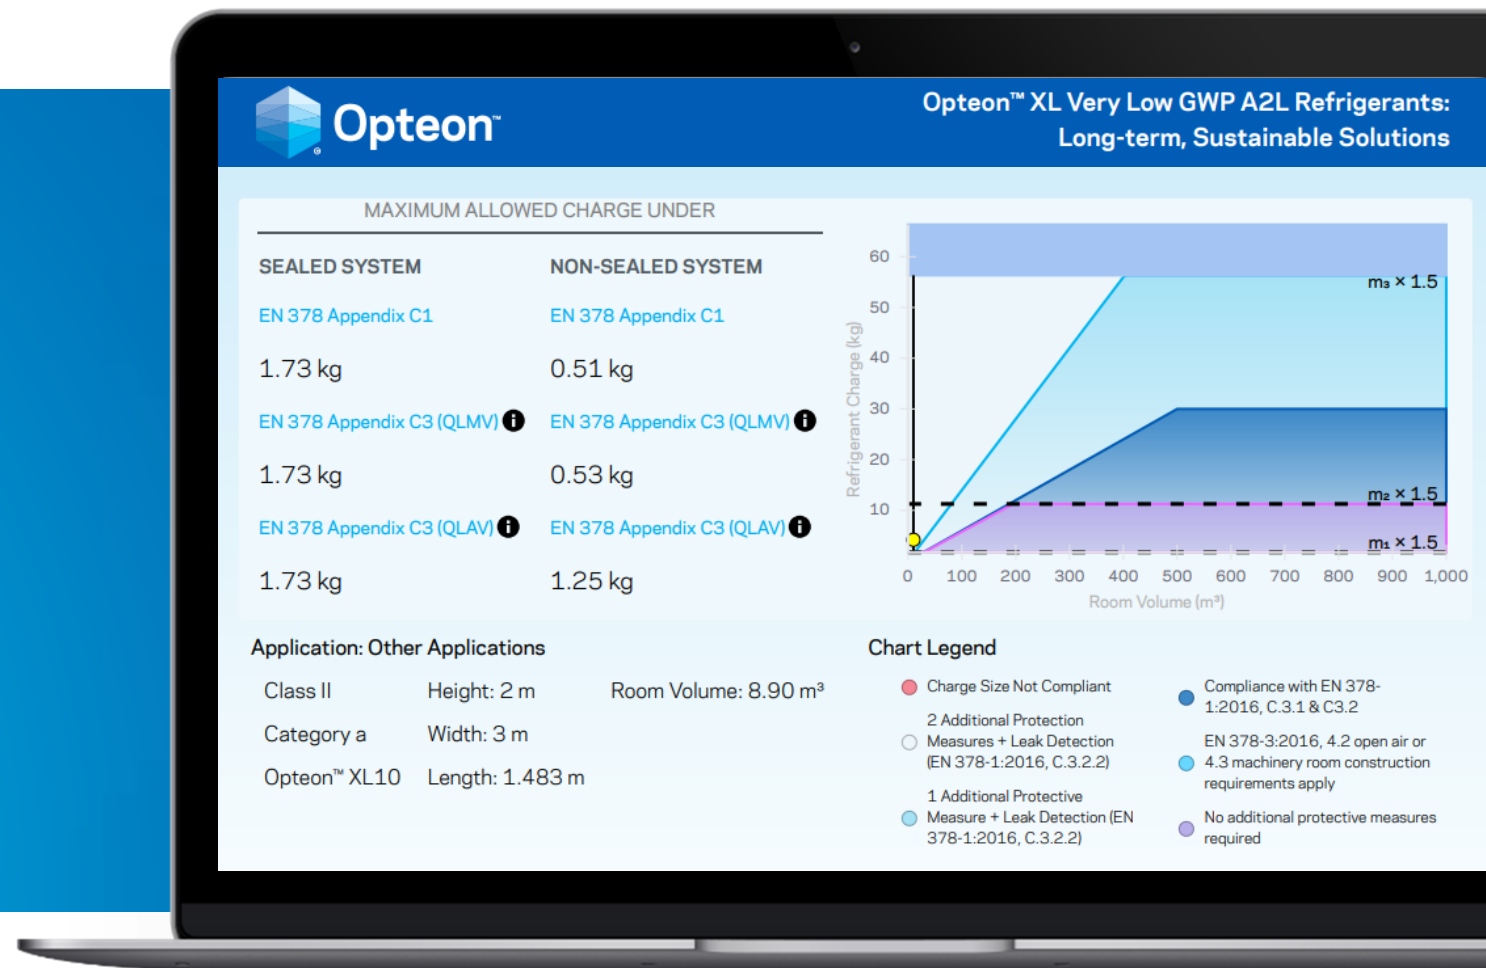 Opteon™
Opteon™ XL Very Low GWP A2L Refrigerants:
Long-term, Sustainable Solutions
MAXIMUM ALLOWED CHARGE UNDER
SEALED SYSTEM
NON-SEALED SYSTEM
EN 378 Appendix C1
EN 378 Appendix C1
1.73 kg
0.51 kg
EN 378 Appendix C3 (QLMV) i
EN 378 Appendix C3 (QLMV) i
1.73 kg
0.53 kg
EN 378 Appendix C3 (QLAV) i
EN 378 Appendix C3 (QLAV) i
1.73 kg
1.25 kg
Refrigerant Charge (kg)
60
50
40
30
20
10
m₃ × 1.5
m₂ × 1.5
m₁ × 1.5
0 100 200 300 400 500 600 700 800 900 1,000
Room Volume (m³)
Application: Other Applications
Class II
Height: 2 m
Room Volume: 8.90 m³
Category a
Width: 3 m
Opteon™ XL10
Length: 1.483 m
Chart Legend
Charge Size Not Compliant
2 Additional Protection
Measures + Leak Detection
(EN 378-1:2016, C.3.2.2)
1 Additional Protective
Measure + Leak Detection (EN
378-1:2016, C.3.2.2)
Compliance with EN 378-
1:2016, C.3.1 & C3.2
EN 378-3:2016, 4.2 open air or
4.3 machinery room construction
requirements apply
No additional protective measures
required